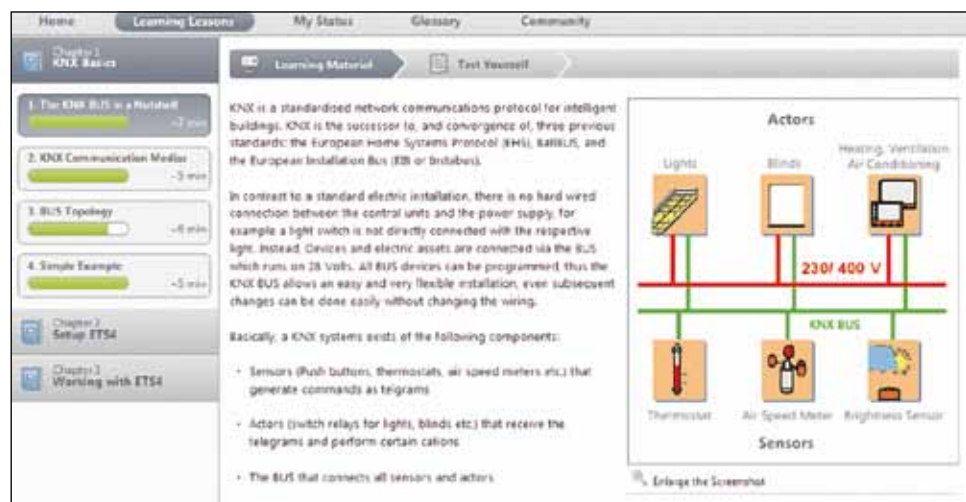 Home Learning Lessons My Status Glossary Community
Chapter 1
KNX Basics
1. The KNX BUS in a Nutshell
~7 min
2. KNX Communication Medias
~5 min
3. BUS Topology
~6 min
4. Simple Example
~5 min
Chapter 2
Setup ETS4
Chapter 3
Working with ETS4
Learning Material
Test Yourself
KNX is a standardised network communications protocol for intelligent
buildings. KNX is the successor to, and convergence of, three previous
standards: the European Home Systems Protocol (EHS), BatiBUS, and
the European Installation Bus (EIB or Instabus).
In contrast to a standard electric installation, there is no hard wired
connection between the control units and the power supply, for
example a light switch is not directly connected with the respective
light. Instead, Devices and electric assets are connected via the BUS
which runs on 28 Volts. All BUS devices can be programmed, thus the
KNX BUS allows an easy and very flexible installation, even subsequent
changes can be done easily without changing the wiring.
Basically, a KNX systems exists of the following components:
• Sensors (Push buttons, thermostats, air speed meters etc.) that
generate commands as telgrams
• Actors (switch relays for lights, blinds etc.) that receive the
telegrams and perform certain cations
• The BUS that connects all sensors and actors
Actors
Lights
Blinds
Heating, Ventilation
Air Conditioning
230/ 400 V
KNX BUS
Thermostat
Air Speed Meter
Brightness Sensor
Sensors
Enlarge the Screenshot